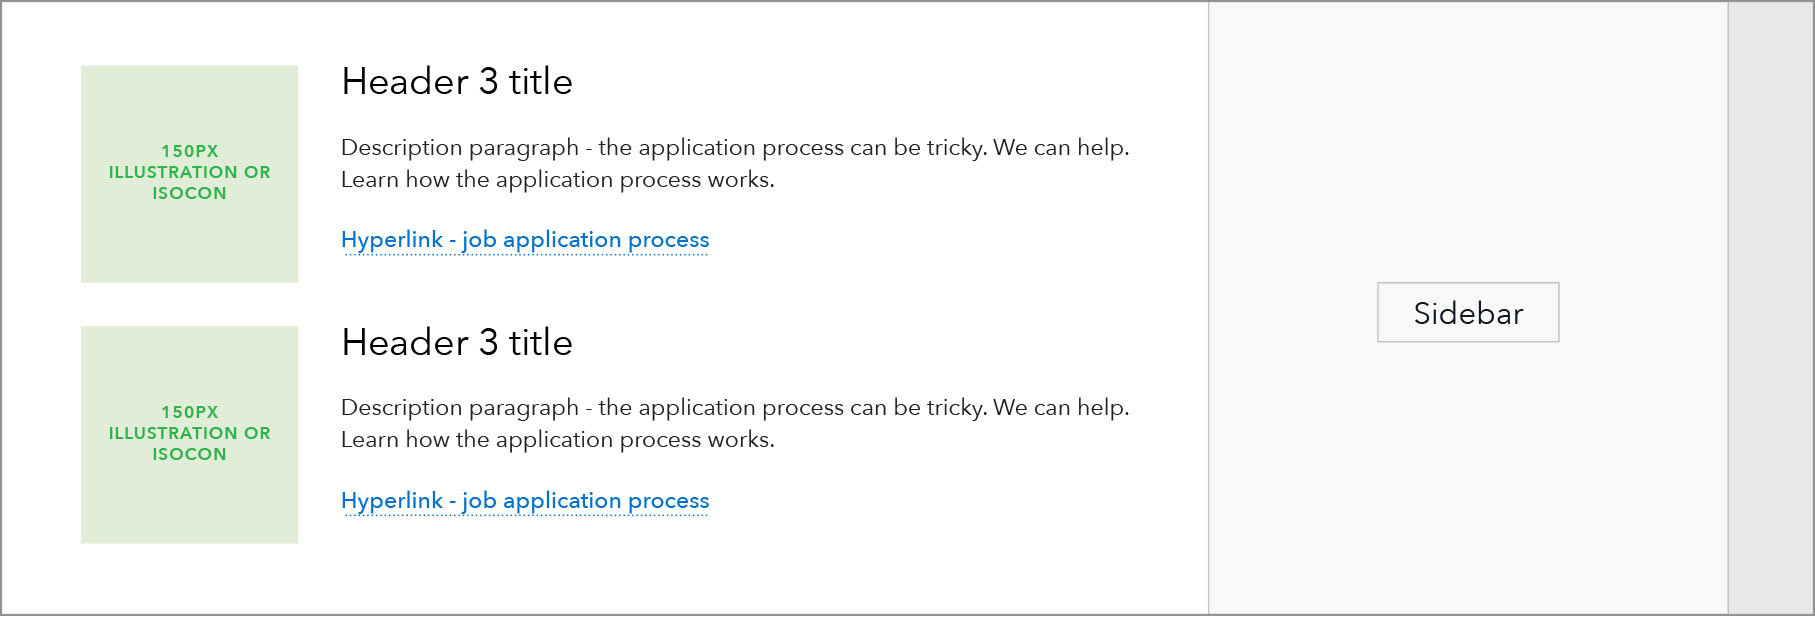 150PX
ILLUSTRATION OR
ISOCON
Header 3 title
Description paragraph - the application process can be tricky. We can help.
Learn how the application process works.
Hyperlink - job application process
150PX
ILLUSTRATION OR
ISOCON
Header 3 title
Description paragraph - the application process can be tricky. We can help.
Learn how the application process works.
Hyperlink - job application process
Sidebar